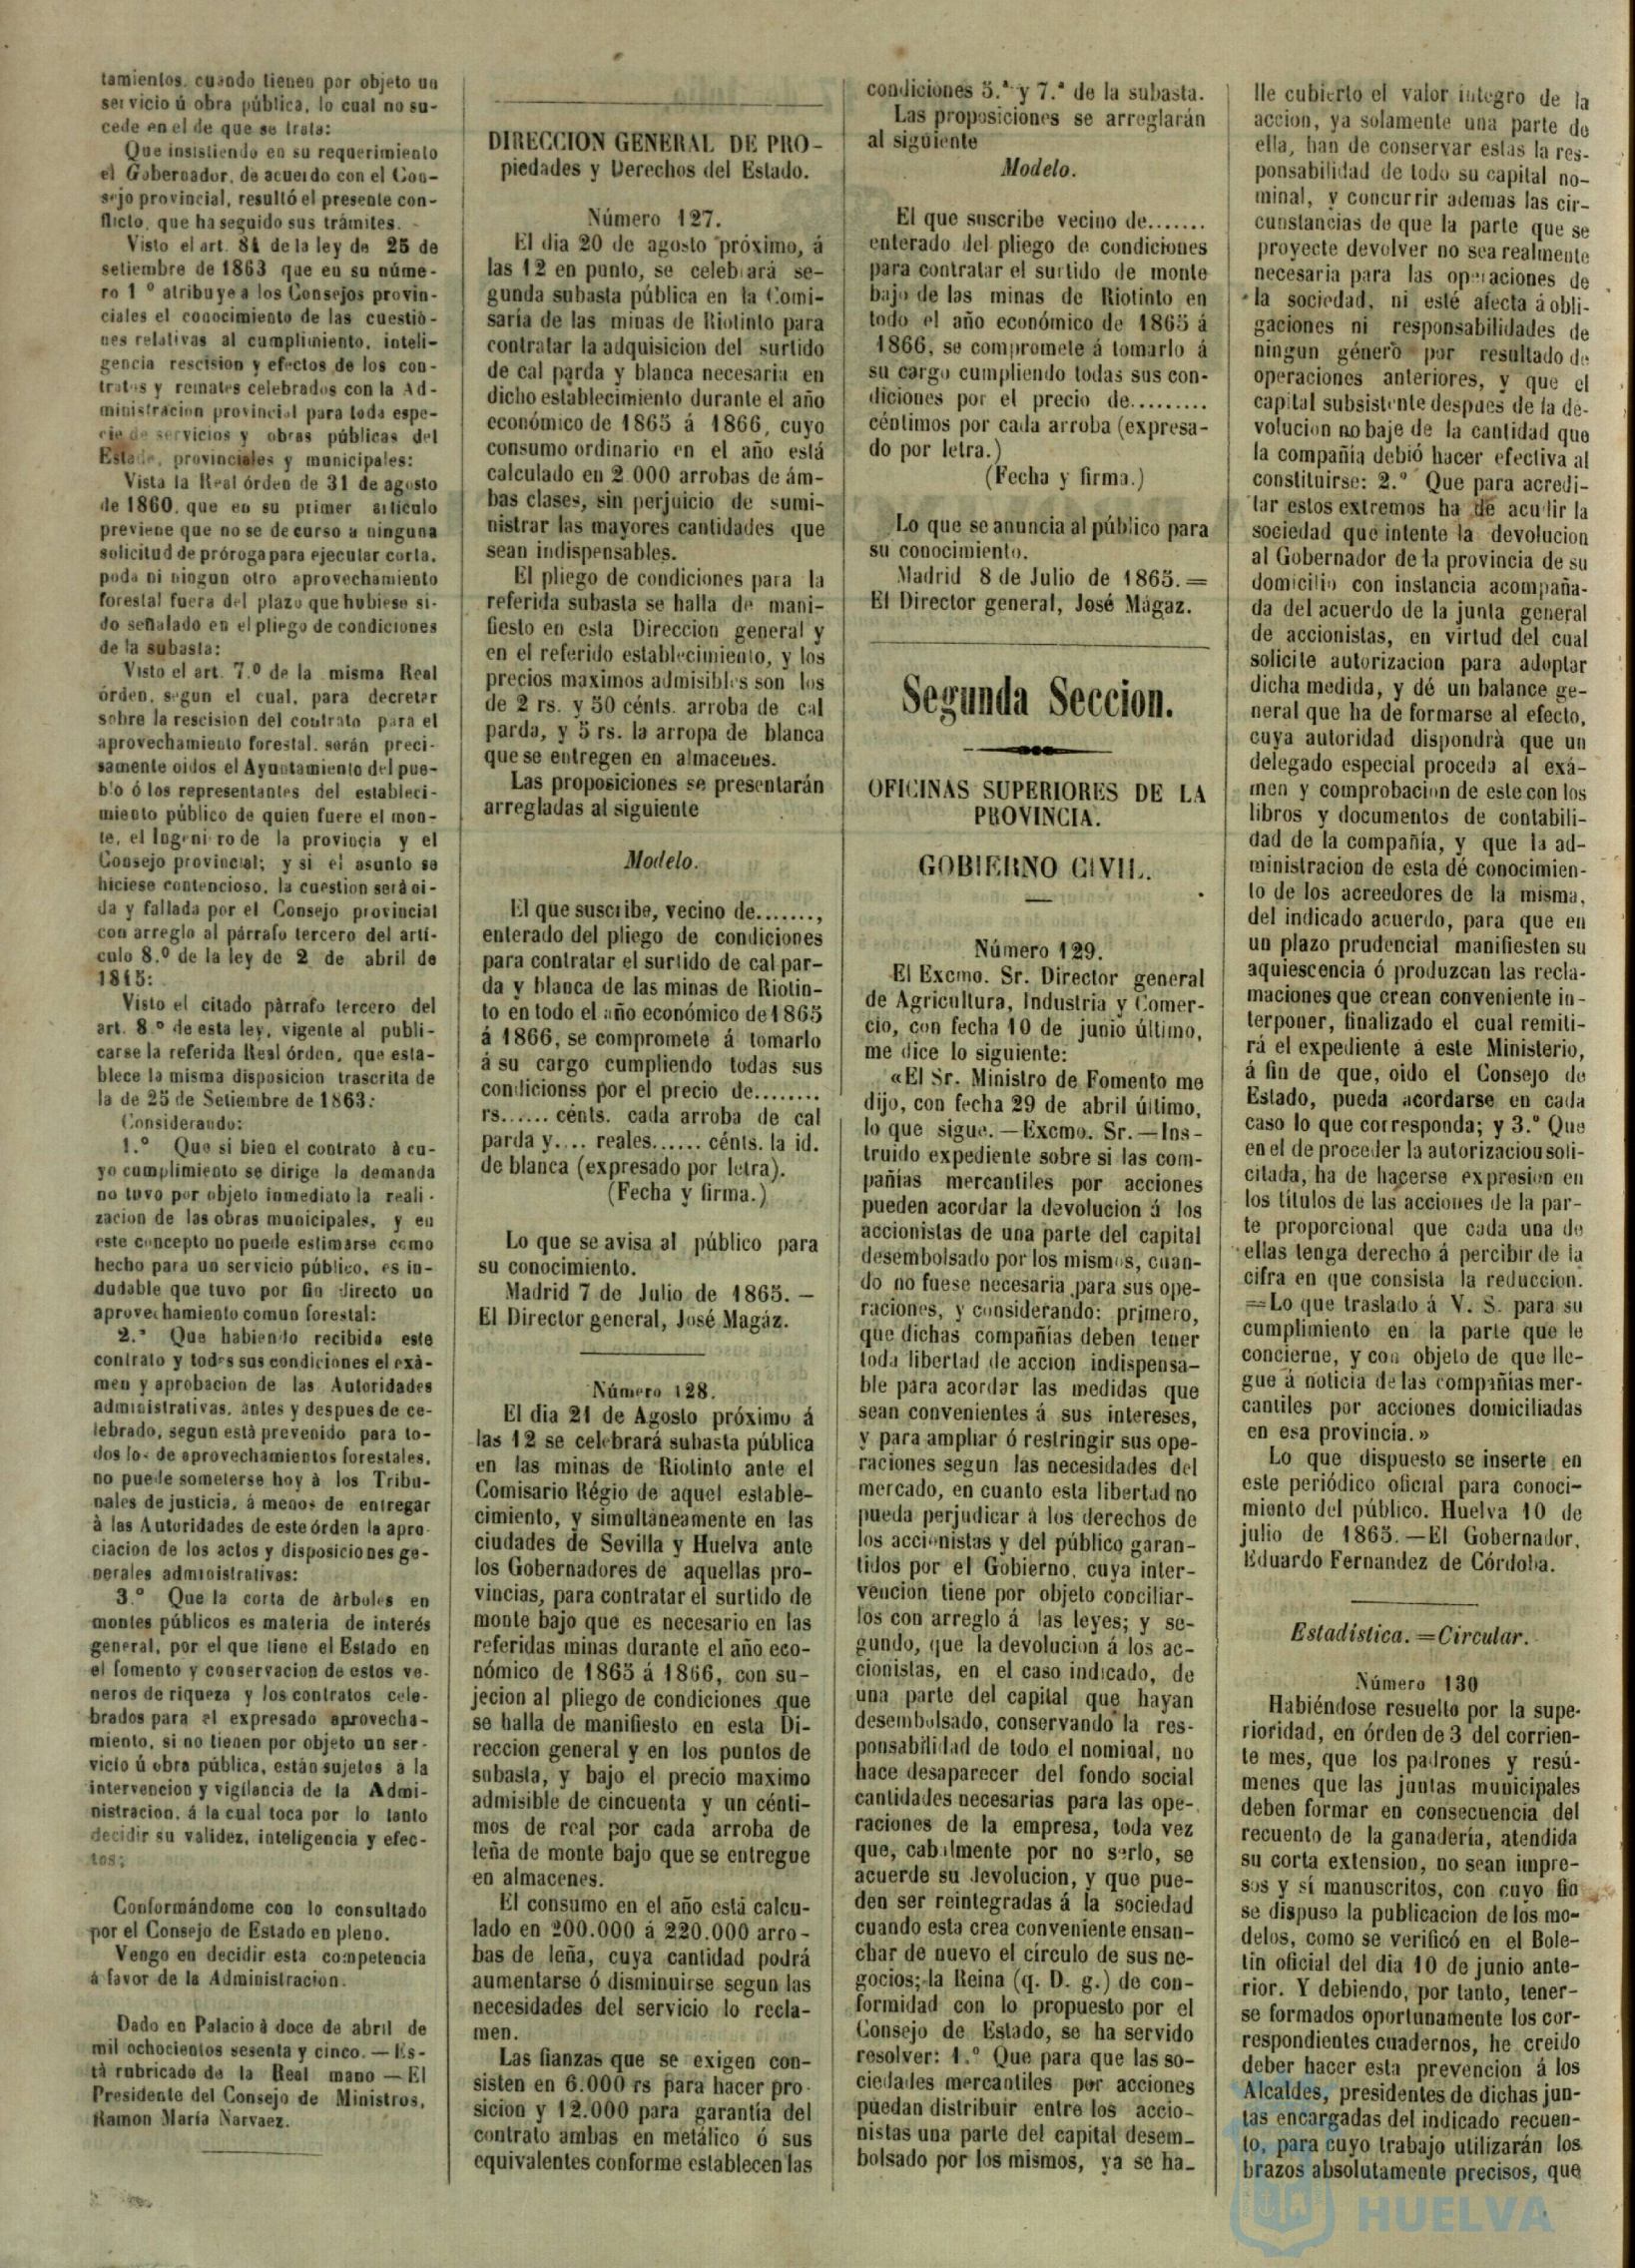 tamientos, cuando tienen por objeto un
servicio ú obra pública, lo cual no su-
cede en el de que se trata:
Que insistiendo en su requerimiento
el Gobernador, de acuerdo con el Con-
sejo provincial, resultó el presente con-
flicto, que ha seguido sus trámites.
Visto el art. 84 de la ley de 25 de
setiembre de 1863 que en su núme-
ro 1 º atribuye a los Consejos provin-
ciales el conocimiento de las cuestio-
nes relativas al cumplimiento, inteli-
gencia rescision y efectos de los con-
tratos y remates celebrados con la Ad-
ministracion provincial para toda espe-
cie de servicios y obras públicas del
Estado, provinciales y municipales:
Vista la Real órden de 31 de agosto
de 1860, que en su primer artículo
previene que no se de curso a ninguna
solicitud de próroga para ejecutar corta,
poda ni ningun otro aprovechamiento
forestal fuera del plazo que hubiese si-
do señalado en el pliego de condiciones
de la subasta:
Visto el art. 7.º de la misma Real
órden, segun el cual, para decretar
sobre la rescision del contrato para el
aprovechamiento forestal, serán preci-
samente oidos el Ayuntamiento del pue-
blo ó los representantes del estableci-
miento público de quien fuere el mon-
te, el Ingeniero de la provincia y el
Consejo provincial; y si el asunto se
hiciese contencioso, la cuestion será oi-
da y fallada por el Consejo provincial
con arreglo al párrafo tercero del artí-
culo 8.º de la ley de 2 de abril de
1845:
Visto el citado pàrrafo tercero del
art. 8 º de esta ley, vigente al publi-
carse la referida Real órden, que esta-
blece la misma disposicion trascrita de
la de 25 de Setiembre de 1863:
Considerando:
1.º Que si bien el contrato à cu-
yo cumplimiento se dirige la demanda
no tuvo por objeto inmediato la reali-
zacion de las obras municipales, y en
este concepto no puede estimarse como
hecho para un servicio público, es in-
dudable que tuvo por fin directo un
aprovechamiento comun forestal:
2.º Que habiendo recibido este
contrato y todas sus condiciones el exà-
men y aprobacion de las Autoridades
administrativas, antes y despues de ce-
lebrado, segun está prevenido para to-
dos los de aprovechamientos forestales,
no puede someterse hoy à los Tribu-
nales de justicia, á menos de entregar
à las Autoridades de este órden la apre-
ciacion de los actos y disposiciones ge-
nerales administrativas:
3.º Que la corta de àrboles en
montes públicos es materia de interés
general, por el que tiene el Estado en
el fomento y conservacion de estos ve-
neros de riqueza y los contratos cele-
brados para el expresado aprovecha-
miento, si no tienen por objeto un ser-
vicio ú obra pública, están sujetos a la
intervencion y vigilancia de la Admi-
nistracion, á la cual toca por lo tanto
decidir su validez, inteligencia y efec-
tos;
Conformándome con lo consultado
por el Consejo de Estado en pleno.
Vengo en decidir esta competencia
á favor de la Administracion.
Dado en Palacio à doce de abril de
mil ochocientos sesenta y cinco.—Es-
tà rubricado de la Real mano — El
Presidente del Consejo de Ministros,
Ramon María Narvaez.
DIRECCION GENERAL DE PRO-
piedades y Derechos del Estado.
Número 127.
El dia 20 de agosto próximo, á
las 12 en punto, se celebrará se-
gunda subasta pública en la Comi-
saría de las minas de Riotinto para
contratar la adquisicion del surtido
de cal parda y blanca necesaria en
dicho establecimiento durante el año
económico de 1865 á 1866, cuyo
consumo ordinario en el año está
calculado en 2.000 arrobas de ám-
bas clases, sin perjuicio de sumi-
nistrar las mayores cantidades que
sean indispensables.
El pliego de condiciones para la
referida subasta se halla de mani-
fiesto en esta Direccion general y
en el referido establecimiento, y los
precios maximos admisibles son los
de 2 rs. y 50 cénts. arroba de cal
parda, y 5 rs. la arropa de blanca
que se entregen en almacenes.
Las proposiciones se presentarán
arregladas al siguiente
Modelo.
El que suscribe, vecino de.......,
enterado del pliego de condiciones
para contratar el surtido de cal par-
da y blanca de las minas de Riotin-
to en todo el año económico de 1865
á 1866, se compromete á tomarlo
á su cargo cumpliendo todas sus
condicionss por el precio de........
rs...... cénts. cada arroba de cal
parda y.... reales...... cénts. la id.
de blanca (expresado por letra).
(Fecha y firma.)
Lo que se avisa al público para
su conocimiento.
Madrid 7 de Julio de 1865. —
El Director general, José Magáz.
Número 128.
El dia 21 de Agosto próximo á
las 12 se celebrará subasta pública
en las minas de Riotinto ante el
Comisario Régio de aquel estable-
cimiento, y simultáneamente en las
ciudades de Sevilla y Huelva ante
los Gobernadores de aquellas pro-
vincias, para contratar el surtido de
monte bajo que es necesario en las
referidas minas durante el año eco-
nómico de 1865 á 1866, con su-
jecion al pliego de condiciones que
se halla de manifiesto en esta Di-
reccion general y en los puntos de
subasta, y bajo el precio maximo
admisible de cincuenta y un cénti-
mos de real por cada arroba de
leña de monte bajo que se entregue
en almacenes.
El consumo en el año está calcu-
lado en 200.000 á 220.000 arro-
bas de leña, cuya cantidad podrá
aumentarse ó disminuirse segun las
necesidades del servicio lo recla-
men.
Las fianzas que se exigen con-
sisten en 6.000 rs para hacer pro-
sicion y 12.000 para garantía del
contrato ambas en metálico ó sus
equivalentes conforme establecen las
condiciones 5.ª y 7.ª de la subasta.
Las proposiciones se arreglarán
al siguiente
Modelo.
El que suscribe vecino de.......
enterado del pliego de condiciones
para contratar el surtido de monte
bajo de las minas de Riotinto en
todo el año económico de 1865 á
1866, se compromete á tomarlo á
su cargo cumpliendo todas sus con-
diciones por el precio de.........
céntimos por cada arroba (expresa-
do por letra.)
(Fecha y firma.)
Lo que se anuncia al público para
su conocimiento.
Madrid 8 de Julio de 1865.=
El Director general, José Mágaz.
Segunda Seccion.
OFICINAS SUPERIORES DE LA
PROVINCIA.
GOBIERNO CIVIL.
Número 129.
El Excmo. Sr. Director general
de Agricultura, Industria y Comer-
cio, con fecha 10 de junio último,
me dice lo siguiente:
«El Sr. Ministro de Fomento me
dijo, con fecha 29 de abril último,
lo que sigue.—Excmo. Sr.—Ins-
truido expediente sobre si las com-
pañías mercantiles por acciones
pueden acordar la devolucion á los
accionistas de una parte del capital
desembolsado por los mismos, cuan-
do no fuese necesaria para sus ope-
raciones, y considerando: primero,
que dichas compañías deben tener
toda libertad de accion indispensa-
ble para acordar las medidas que
sean convenientes á sus intereses,
y para ampliar ó restringir sus ope-
raciones segun las necesidades del
mercado, en cuanto esta libertad no
pueda perjudicar á los derechos de
los accionistas y del público garan-
tidos por el Gobierno, cuya inter-
vencion tiene por objeto conciliar-
los con arreglo á las leyes; y se-
gundo, que la devolucion á los ac-
cionistas, en el caso indicado, de
una parte del capital que hayan
desembolsado, conservando la res-
ponsabilidad de todo el nominal, no
hace desaparecer del fondo social
cantidades necesarias para las ope-
raciones de la empresa, toda vez
que, cabalmente por no serlo, se
acuerde su devolucion, y que pue-
den ser reintegradas á la sociedad
cuando esta crea conveniente ensan-
char de nuevo el círculo de sus ne-
gocios; la Reina (q. D. g.) de con-
formidad con lo propuesto por el
Consejo de Estado, se ha servido
resolver: 1.º Que para que las so-
ciedades mercantiles por acciones
puedan distribuir entre los accio-
nistas una parte del capital desem-
bolsado por los mismos, ya se ha-
lle cubierto el valor integro de la
accion, ya solamente una parte de
ella, han de conservar estas la res-
ponsabilidad de todo su capital no-
minal, y concurrir ademas las cir-
cunstancias de que la parte que se
proyecte devolver no sea realmente
necesaria para las operaciones de
la sociedad, ni esté afecta á obli-
gaciones ni responsabilidades de
ningun género por resultado de
operaciones anteriores, y que el
capital subsistente despues de la de-
volucion no baje de la cantidad que
la compañia debió hacer efectiva al
constituirse: 2.º Que para acredi-
tar estos extremos ha de acudir la
sociedad que intente la devolucion
al Gobernador de la provincia de su
domicilio con instancia acompaña-
da del acuerdo de la junta general
de accionistas, en virtud del cual
solicite autorizacion para adoptar
dicha medida, y dé un balance ge-
neral que ha de formarse al efecto,
cuya autoridad dispondrà que un
delegado especial proceda al exá-
men y comprobacion de este con los
libros y documentos de contabili-
dad de la compañía, y que la ad-
ministracion de esta dé conocimien-
to de los acreedores de la misma,
del indicado acuerdo, para que en
un plazo prudencial manifiesten su
aquiescencia ó produzcan las recla-
maciones que crean conveniente in-
terponer, finalizado el cual remiti-
rá el expediente á este Ministerio,
á fin de que, oido el Consejo de
Estado, pueda acordarse en cada
caso lo que corresponda; y 3.º Que
en el de proceder la autorizacion soli-
citada, ha de hacerse expresion en
los títulos de las acciones de la par-
te proporcional que cada una de
ellas tenga derecho á percibir de la
cifra en que consista la reduccion.
=Lo que traslado á V. S. para su
cumplimiento en la parte que le
concierne, y con objeto de que lle-
gue á noticia de las compañías mer-
cantiles por acciones domiciliadas
en esa provincia.»
Lo que dispuesto se inserte en
este periódico oficial para conoci-
miento del público. Huelva 10 de
julio de 1865.—El Gobernador,
Eduardo Fernandez de Córdoba.
Estadística.=Circular.
Número 130
Habiéndose resuelto por la supe-
rioridad, en órden de 3 del corrien-
te mes, que los padrones y resú-
menes que las juntas municipales
deben formar en consecuencia del
recuento de la ganadería, atendida
su corta extension, no sean impre-
sos y sí manuscritos, con cuyo fin
se dispuso la publicacion de los mo-
delos, como se verificó en el Bole-
tin oficial del dia 10 de junio ante-
rior. Y debiendo, por tanto, tener-
se formados oportunamente los cor-
respondientes cuadernos, he creido
deber hacer esta prevencion á los
Alcaldes, presidentes de dichas jun-
tas encargadas del indicado recuen-
to, para cuyo trabajo utilizarán los
brazos absolutamente precisos, que
HUELVA